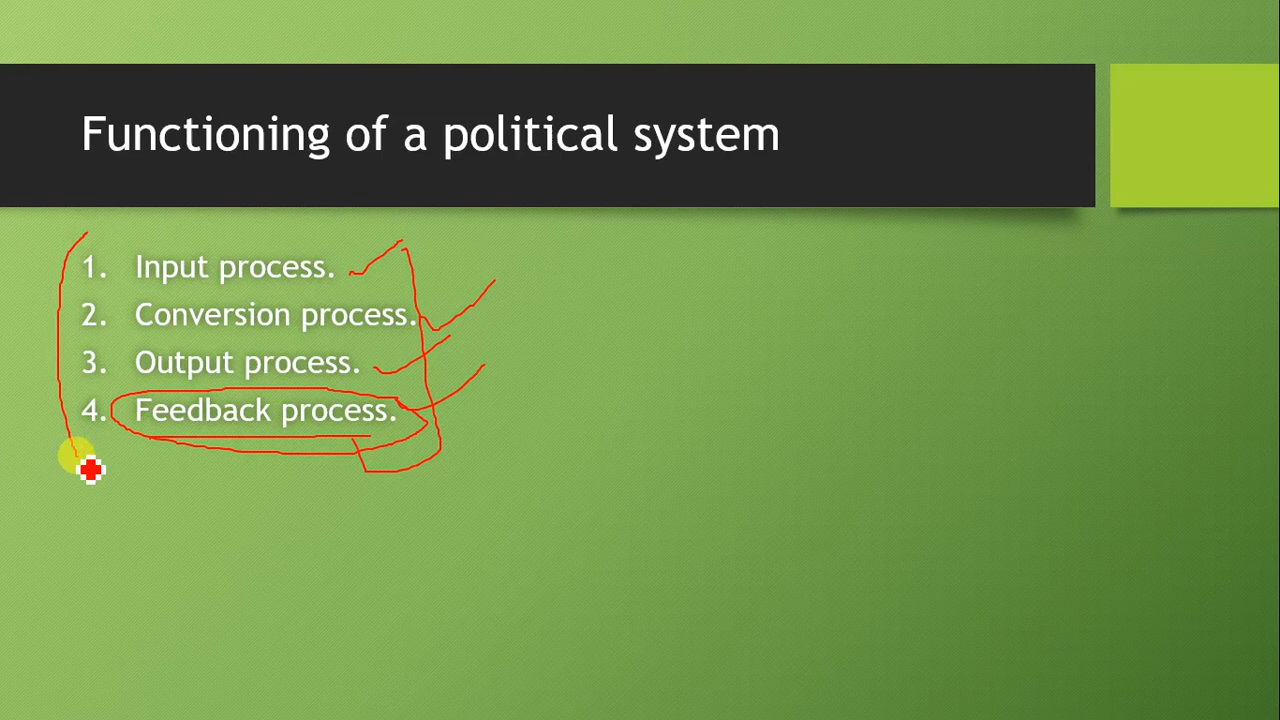 Functioning of a political system
1. Input process.
2. Conversion process.
3. Output process.
4. Feedback process.